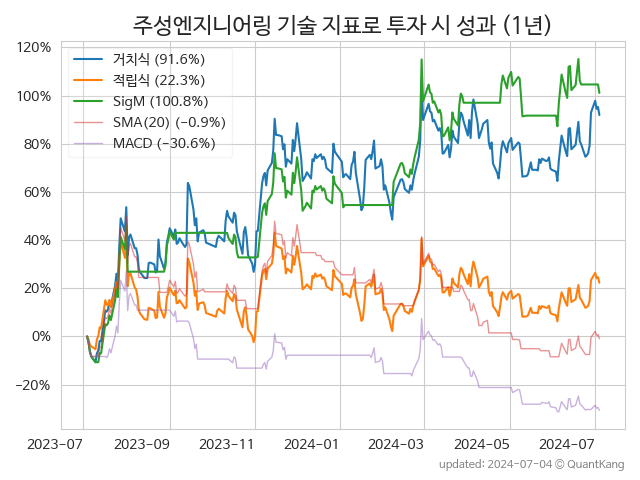 주성엔지니어링 기술 지표로 투자 시 성과 (1년)
120%
100%
80%
60%
40%
20%
0%
−20%
거치식 (91.6%)
적립식 (22.3%)
SigM (100.8%)
SMA(20) (−0.9%)
MACD (−30.6%)
2023-07 2023-09 2023-11 2024-01 2024-03 2024-05 2024-07
updated: 2024-07-04 © QuantKang